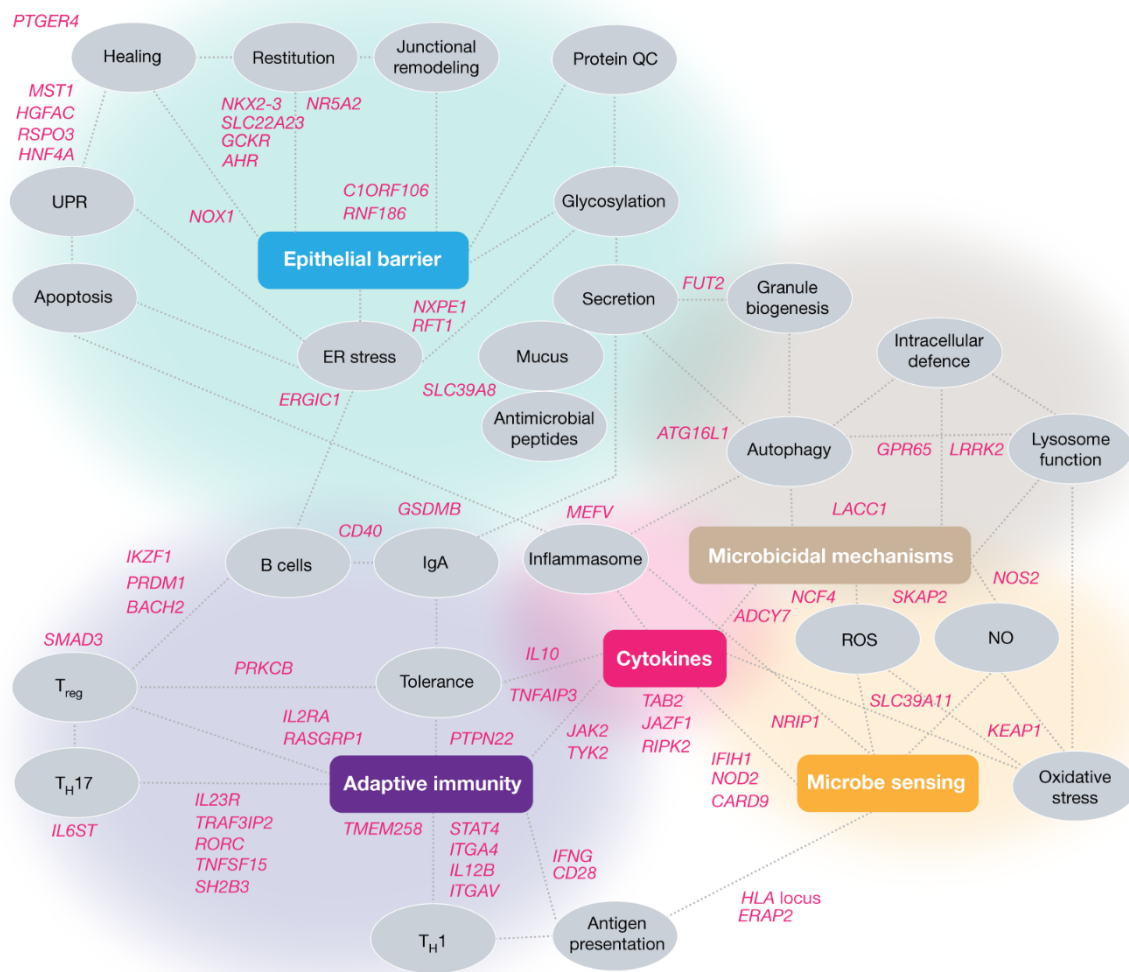 PTGER4
Healing
Restitution
Junctional
remodeling
Protein QC
MST1
HGFAC
RSPO3
HNF4A
NKX2-3
SLC22A23
GCKR
AHR
NR5A2
C1ORF106
RNF186
UPR
NOX1
Glycosylation
Epithelial barrier
Apoptosis
NXPE1
RFT1
Secretion
FUT2
Granule
biogenesis
Intracellular
defence
ER stress
Mucus
ERGIC1
SLC39A8
Antimicrobial
peptides
ATG16L1
Autophagy
GPR65
LRRK2
Lysosome
function
GSDMB
MEFV
LACC1
CD40
IKZF1
PRDM1
BACH2
B cells
IgA
Inflammasome
Microbicidal mechanisms
NOS2
NCF4
SKAP2
ADCY7
ROS
NO
SMAD3
Treg
PRKCB
Tolerance
IL10
TNFAIP3
Cytokines
SLC39A11
IL2RA
RASGRP1
PTPN22
JAK2
TYK2
TAB2
JAZF1
RIPK2
NRIP1
KEAP1
IFIH1
NOD2
CARD9
TH17
IL6ST
Adaptive immunity
Microbe sensing
Oxidative
stress
IL23R
TRAF3IP2
RORC
TNFSF15
SH2B3
TMEM258
STAT4
ITGA4
IL12B
ITGAV
IFNG
CD28
HLA locus
ERAP2
TH1
Antigen
presentation